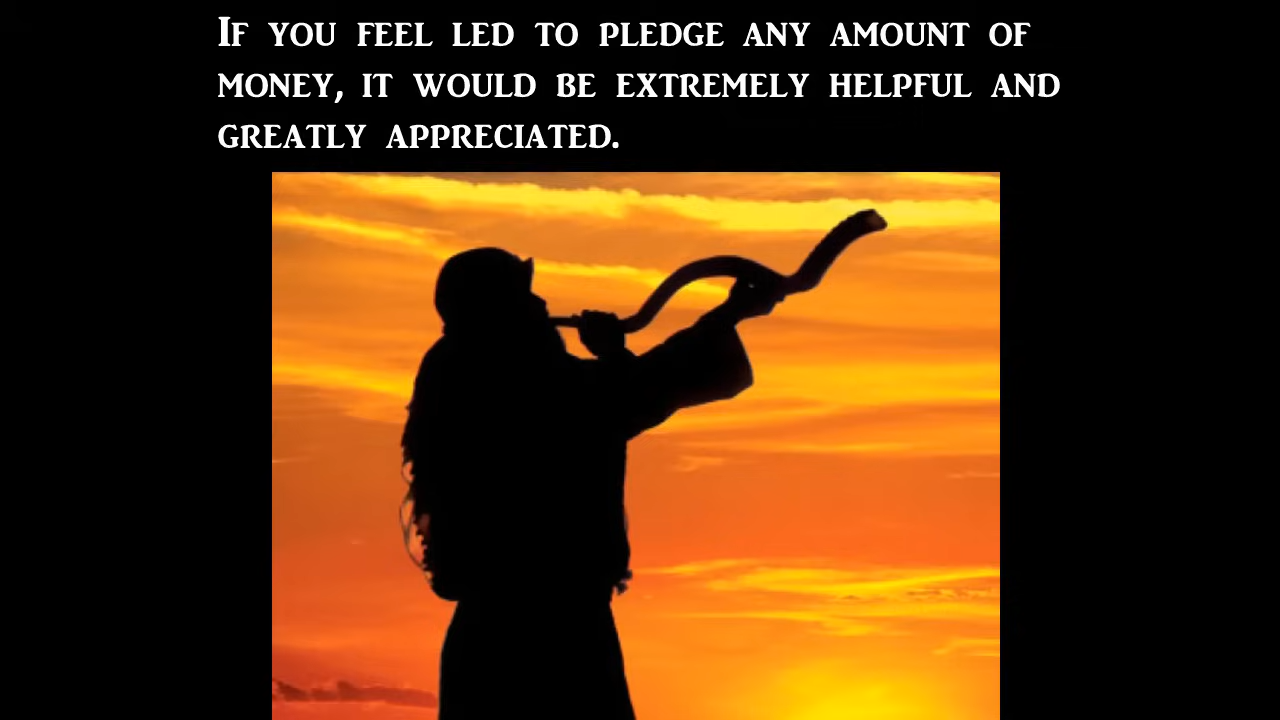 If you feel led to pledge any amount of
money, it would be extremely helpful and
greatly appreciated.